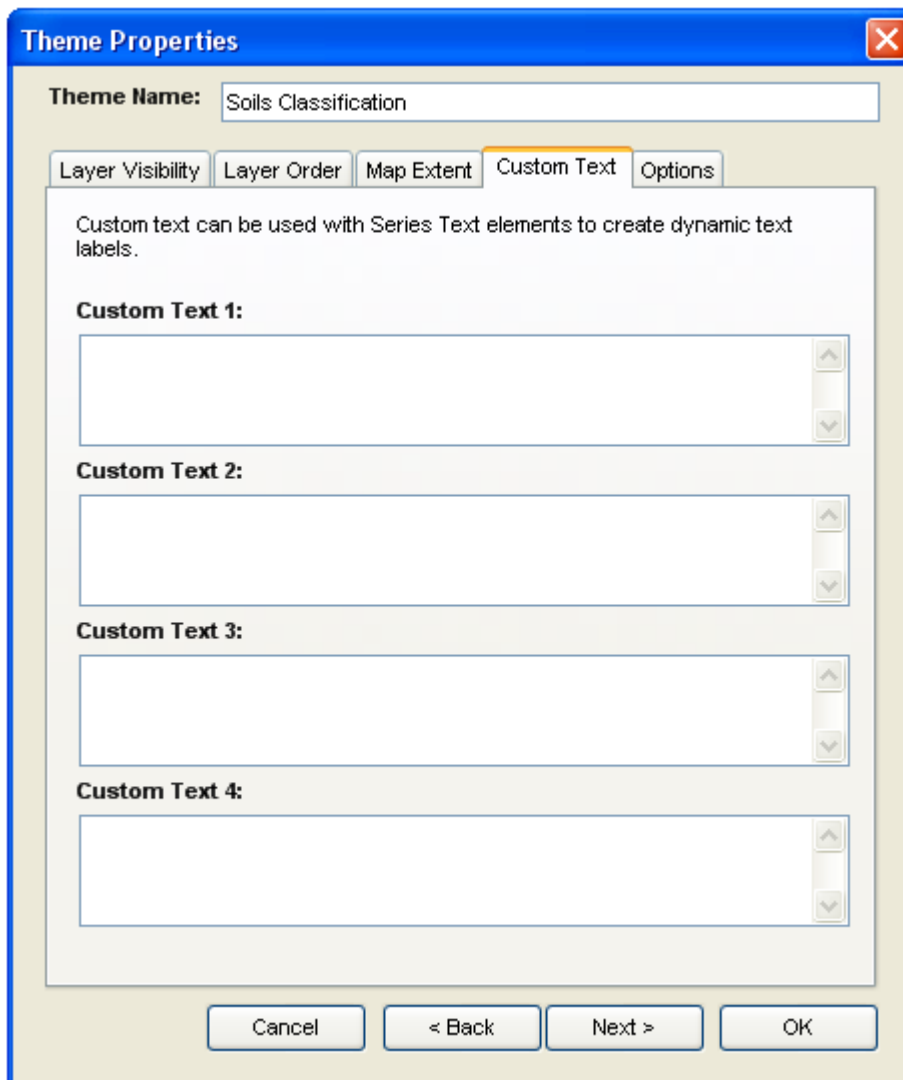 Theme Properties
Theme Name: Soils Classification
Layer Visibility Layer Order Map Extent Custom Text Options
Custom text can be used with Series Text elements to create dynamic text
labels.
Custom Text 1:
Custom Text 2:
Custom Text 3:
Custom Text 4:
Cancel < Back Next > OK